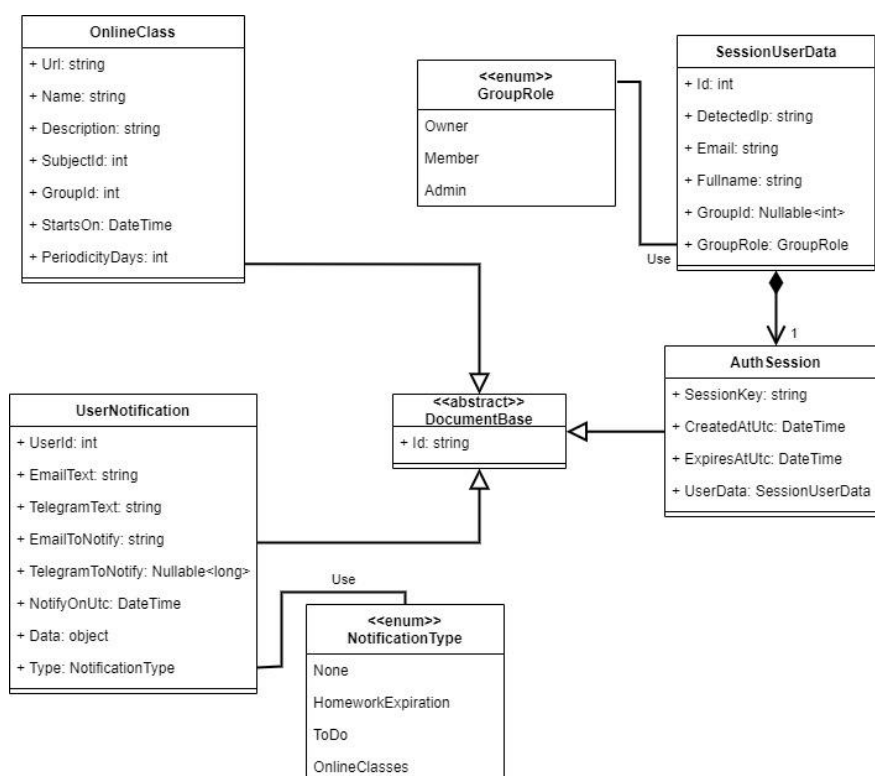 OnlineClass
+ Url: string
+ Name: string
+ Description: string
+ SubjectId: int
+ GroupId: int
+ StartsOn: DateTime
+ PeriodicityDays: int
<<enum>>
GroupRole
Owner
Member
Admin
SessionUserData
+ Id: int
+ DetectedIp: string
+ Email: string
+ Fullname: string
+ GroupId: Nullable<int>
+ GroupRole: GroupRole
Use
1
AuthSession
+ SessionKey: string
+ CreatedAtUtc: DateTime
+ ExpiresAtUtc: DateTime
+ UserData: SessionUserData
<<abstract>>
DocumentBase
+ Id: string
UserNotification
+ UserId: int
+ EmailText: string
+ TelegramText: string
+ EmailToNotify: string
+ TelegramToNotify: Nullable<long>
+ NotifyOnUtc: DateTime
+ Data: object
+ Type: NotificationType
Use
<<enum>>
NotificationType
None
HomeworkExpiration
ToDo
OnlineClasses